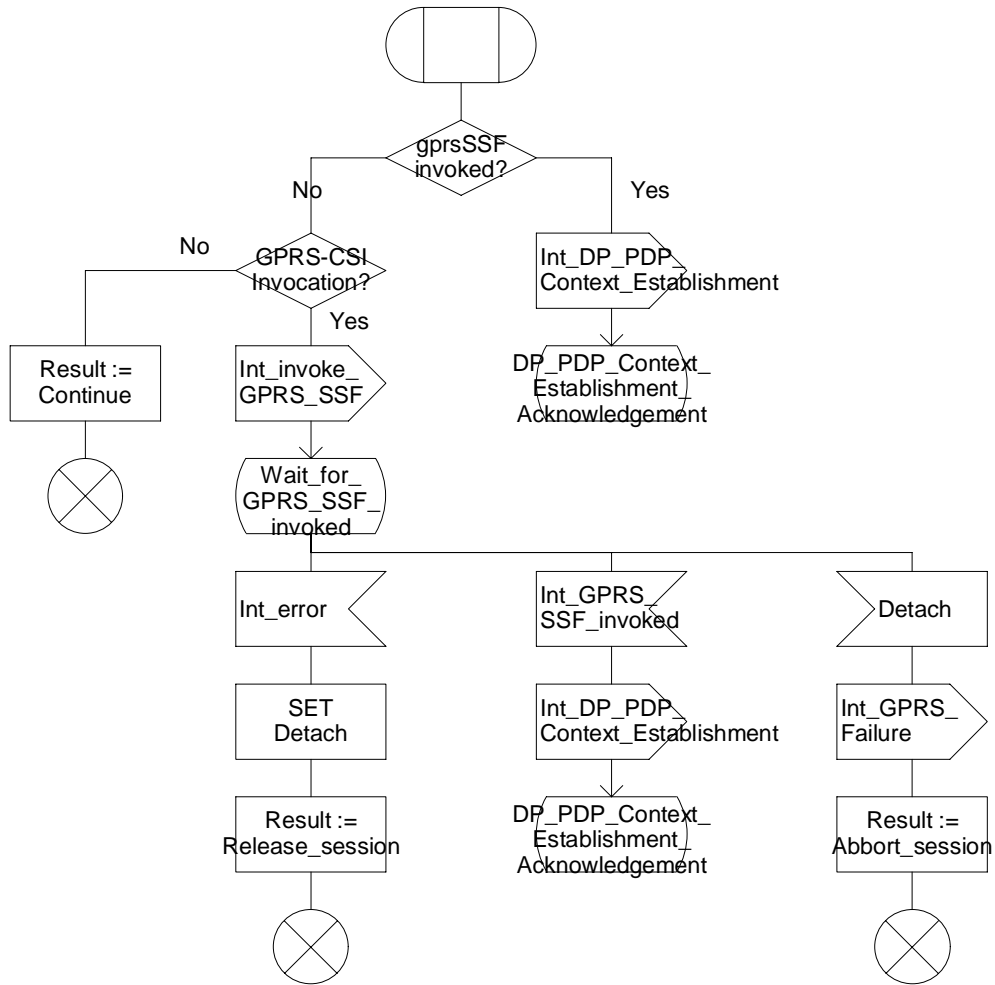 gprsSSF
invoked?
No
Yes
No
GPRS-CSI
Invocation?
Int_DP_PDP_
Context_Establishment
Yes
Result :=
Continue
Int_invoke_
GPRS_SSF
DP_PDP_Context_
Establishment_
Acknowledgement
Wait_for_
GPRS_SSF_
invoked
Int_error
Int_GPRS_
SSF_invoked
Detach
SET
Detach
Int_DP_PDP_
Context_Establishment
Int_GPRS_
Failure
Result :=
Release_session
DP_PDP_Context_
Establishment_
Acknowledgement
Result :=
Abbort_session